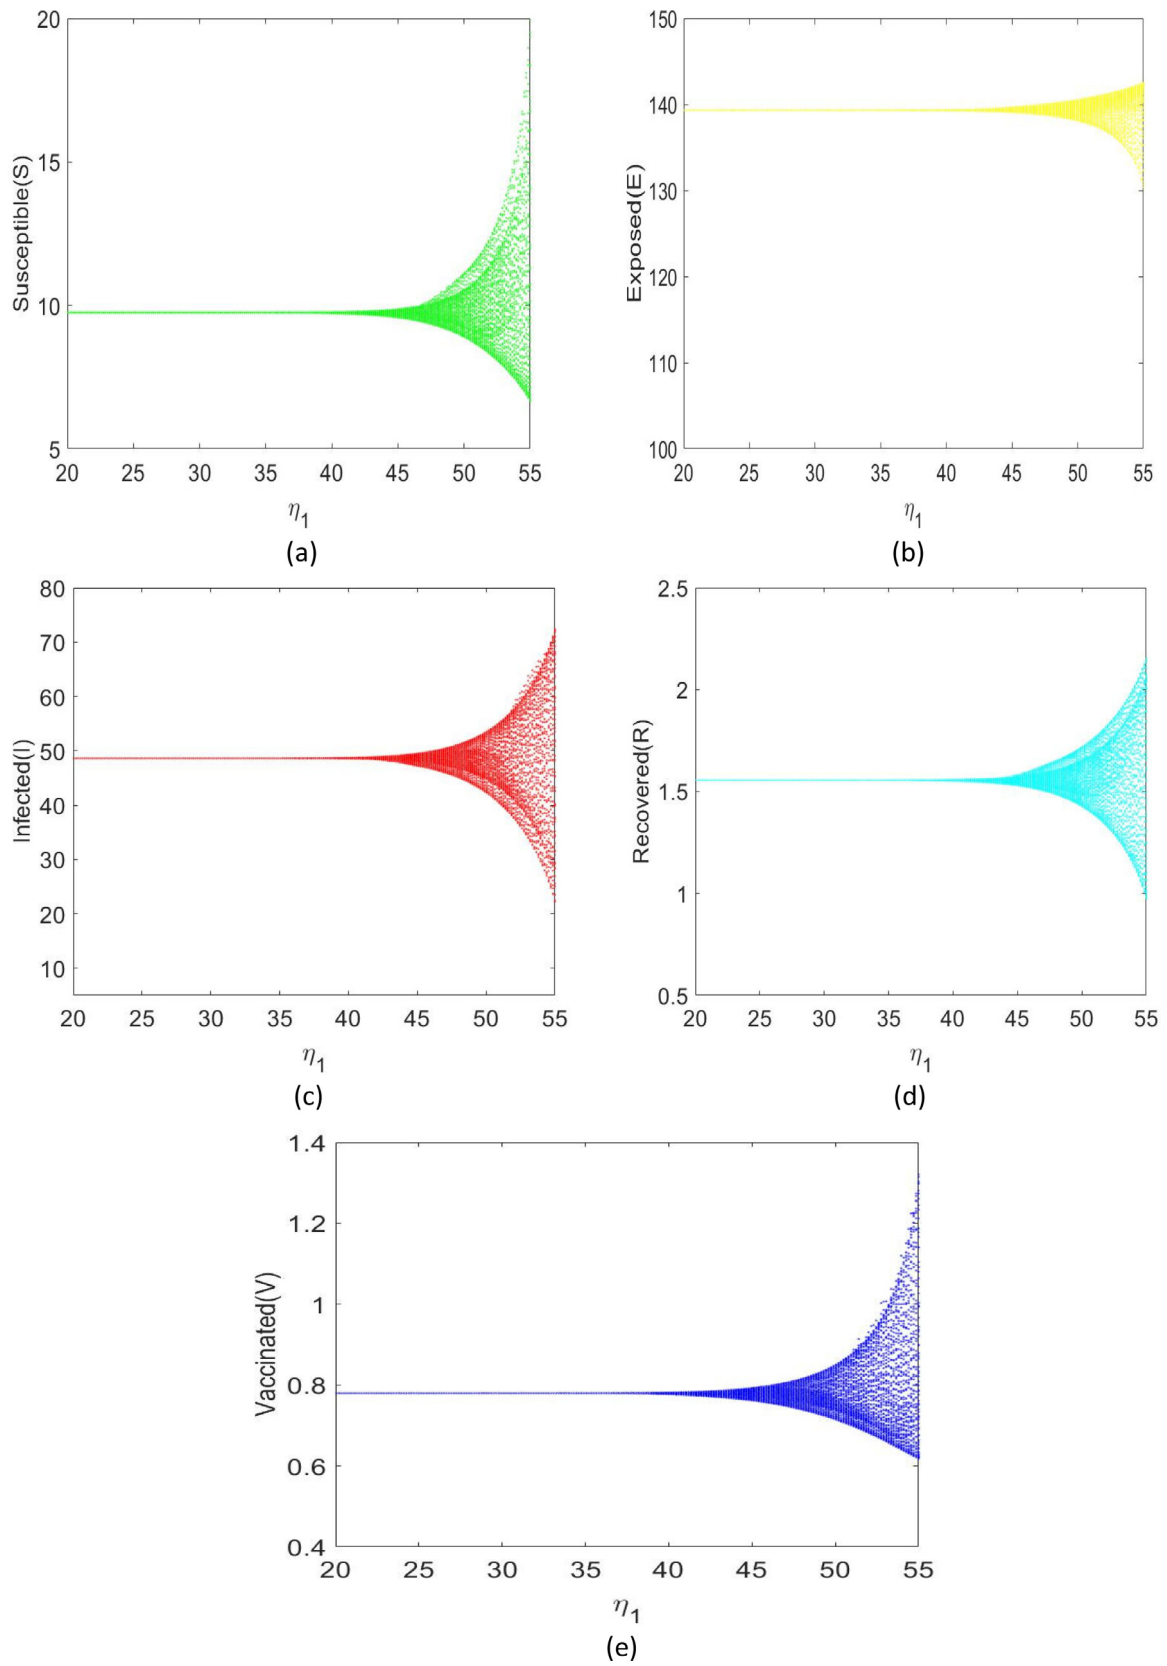 20
15
10
5
Susceptible(S)
20 25 30 35 40 45 50 55
η1
(a)
150
140
130
120
110
100
Exposed(E)
20 25 30 35 40 45 50 55
η1
(b)
80
70
60
50
40
30
20
10
Infected(I)
20 25 30 35 40 45 50 55
η1
(c)
2.5
2
1.5
1
0.5
Recovered(R)
20 25 30 35 40 45 50 55
η1
(d)
1.4
1.2
1
0.8
0.6
0.4
Vaccinated(V)
20 25 30 35 40 45 50 55
η1
(e)